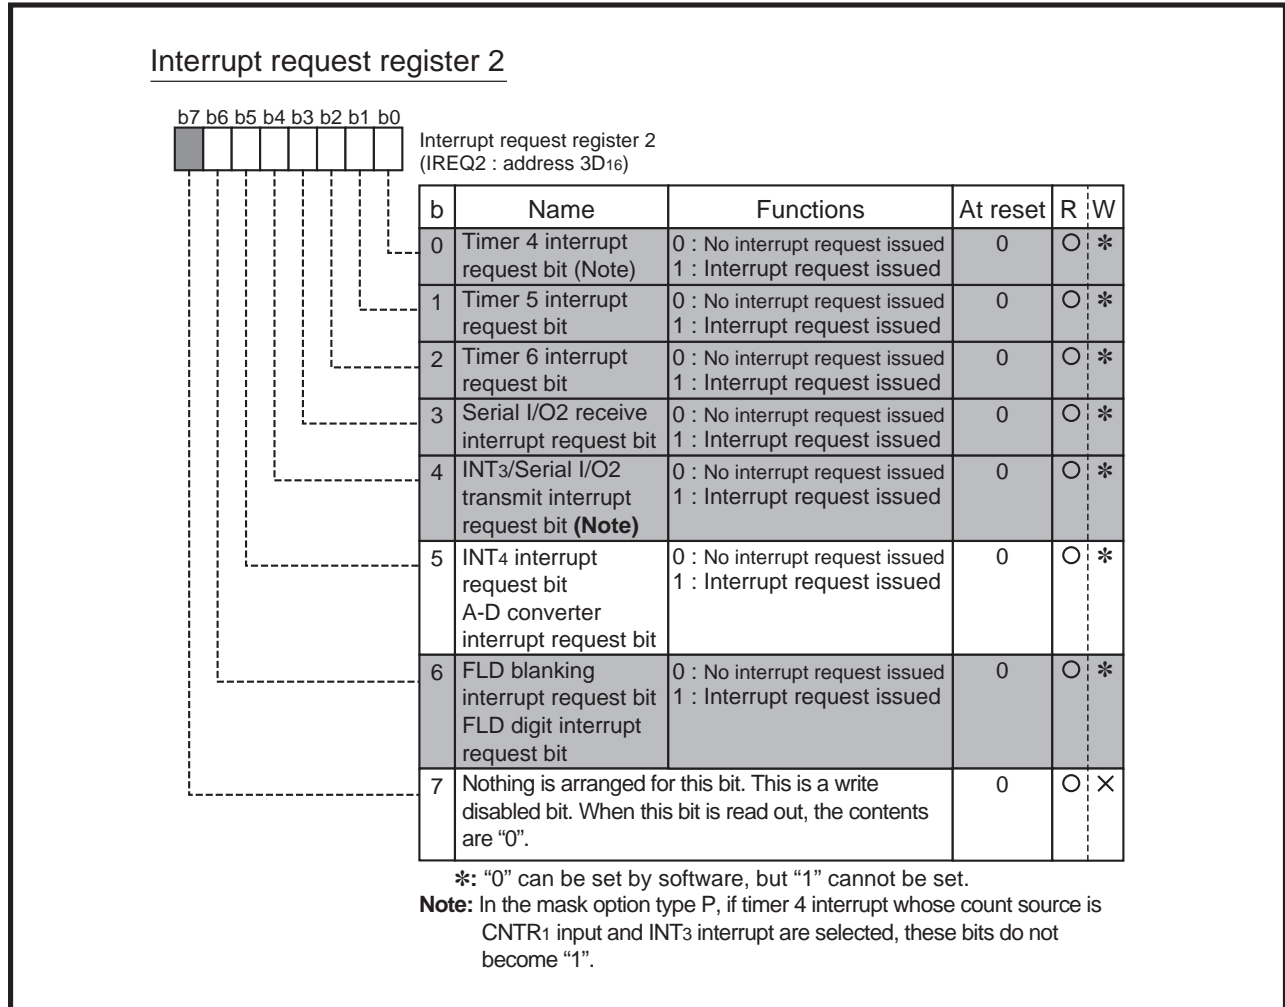 Interrupt request register 2
b7 b6 b5 b4 b3 b2 b1 b0
Interrupt request register 2
(IREQ2 : address 3D16)
b Name Functions At reset R W
0 Timer 4 interrupt request bit (Note) 0 : No interrupt request issued 1 : Interrupt request issued 0 ○ ✻
1 Timer 5 interrupt request bit 0 : No interrupt request issued 1 : Interrupt request issued 0 ○ ✻
2 Timer 6 interrupt request bit 0 : No interrupt request issued 1 : Interrupt request issued 0 ○ ✻
3 Serial I/O2 receive interrupt request bit 0 : No interrupt request issued 1 : Interrupt request issued 0 ○ ✻
4 INT3/Serial I/O2 transmit interrupt request bit (Note) 0 : No interrupt request issued 1 : Interrupt request issued 0 ○ ✻
5 INT4 interrupt request bit A-D converter interrupt request bit 0 : No interrupt request issued 1 : Interrupt request issued 0 ○ ✻
6 FLD blanking interrupt request bit FLD digit interrupt request bit 0 : No interrupt request issued 1 : Interrupt request issued 0 ○ ✻
7 Nothing is arranged for this bit. This is a write disabled bit. When this bit is read out, the contents are “0”. 0 ○ ×
✻: “0” can be set by software, but “1” cannot be set.
Note: In the mask option type P, if timer 4 interrupt whose count source is
CNTR1 input and INT3 interrupt are selected, these bits do not
become “1”.